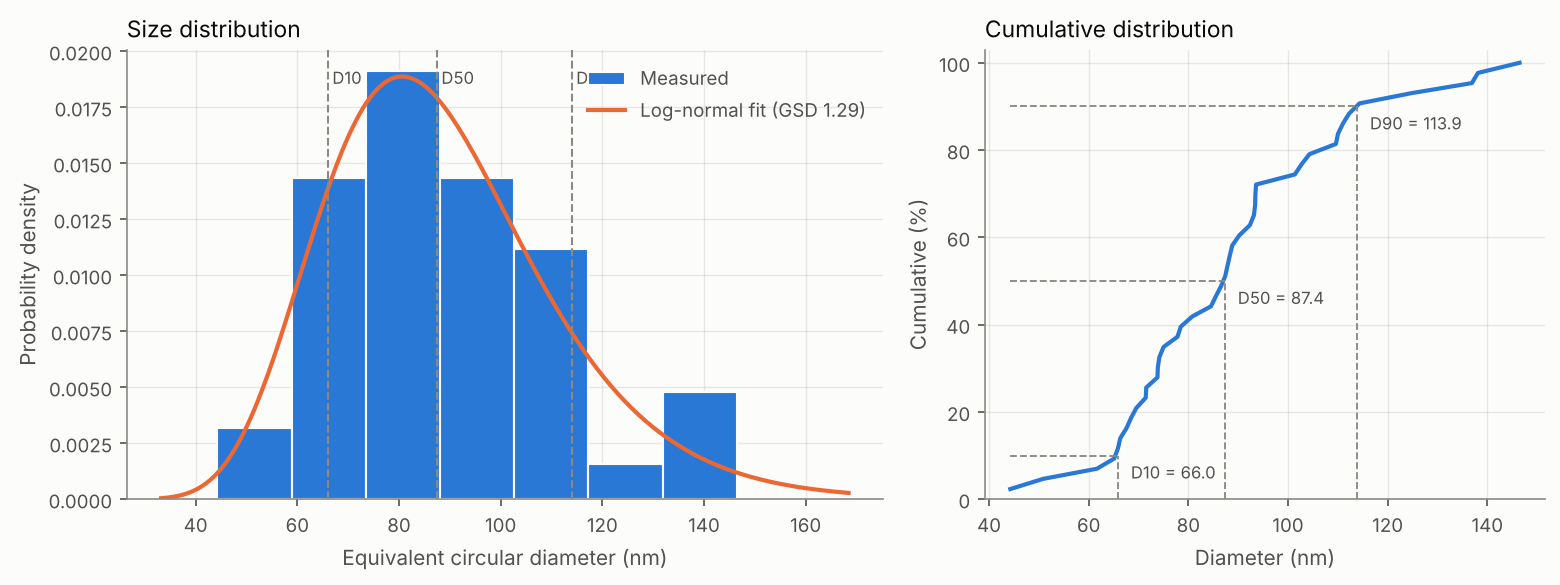 Size distribution
0.0200
0.0175
0.0150
0.0125
0.0100
0.0075
0.0050
0.0025
0.0000
Probability density
D10
D50
D
Measured
Log-normal fit (GSD 1.29)
40
60
80
100
120
140
160
Equivalent circular diameter (nm)
Cumulative distribution
100
80
60
40
20
0
Cumulative (%)
D90 = 113.9
D50 = 87.4
D10 = 66.0
40
60
80
100
120
140
Diameter (nm)